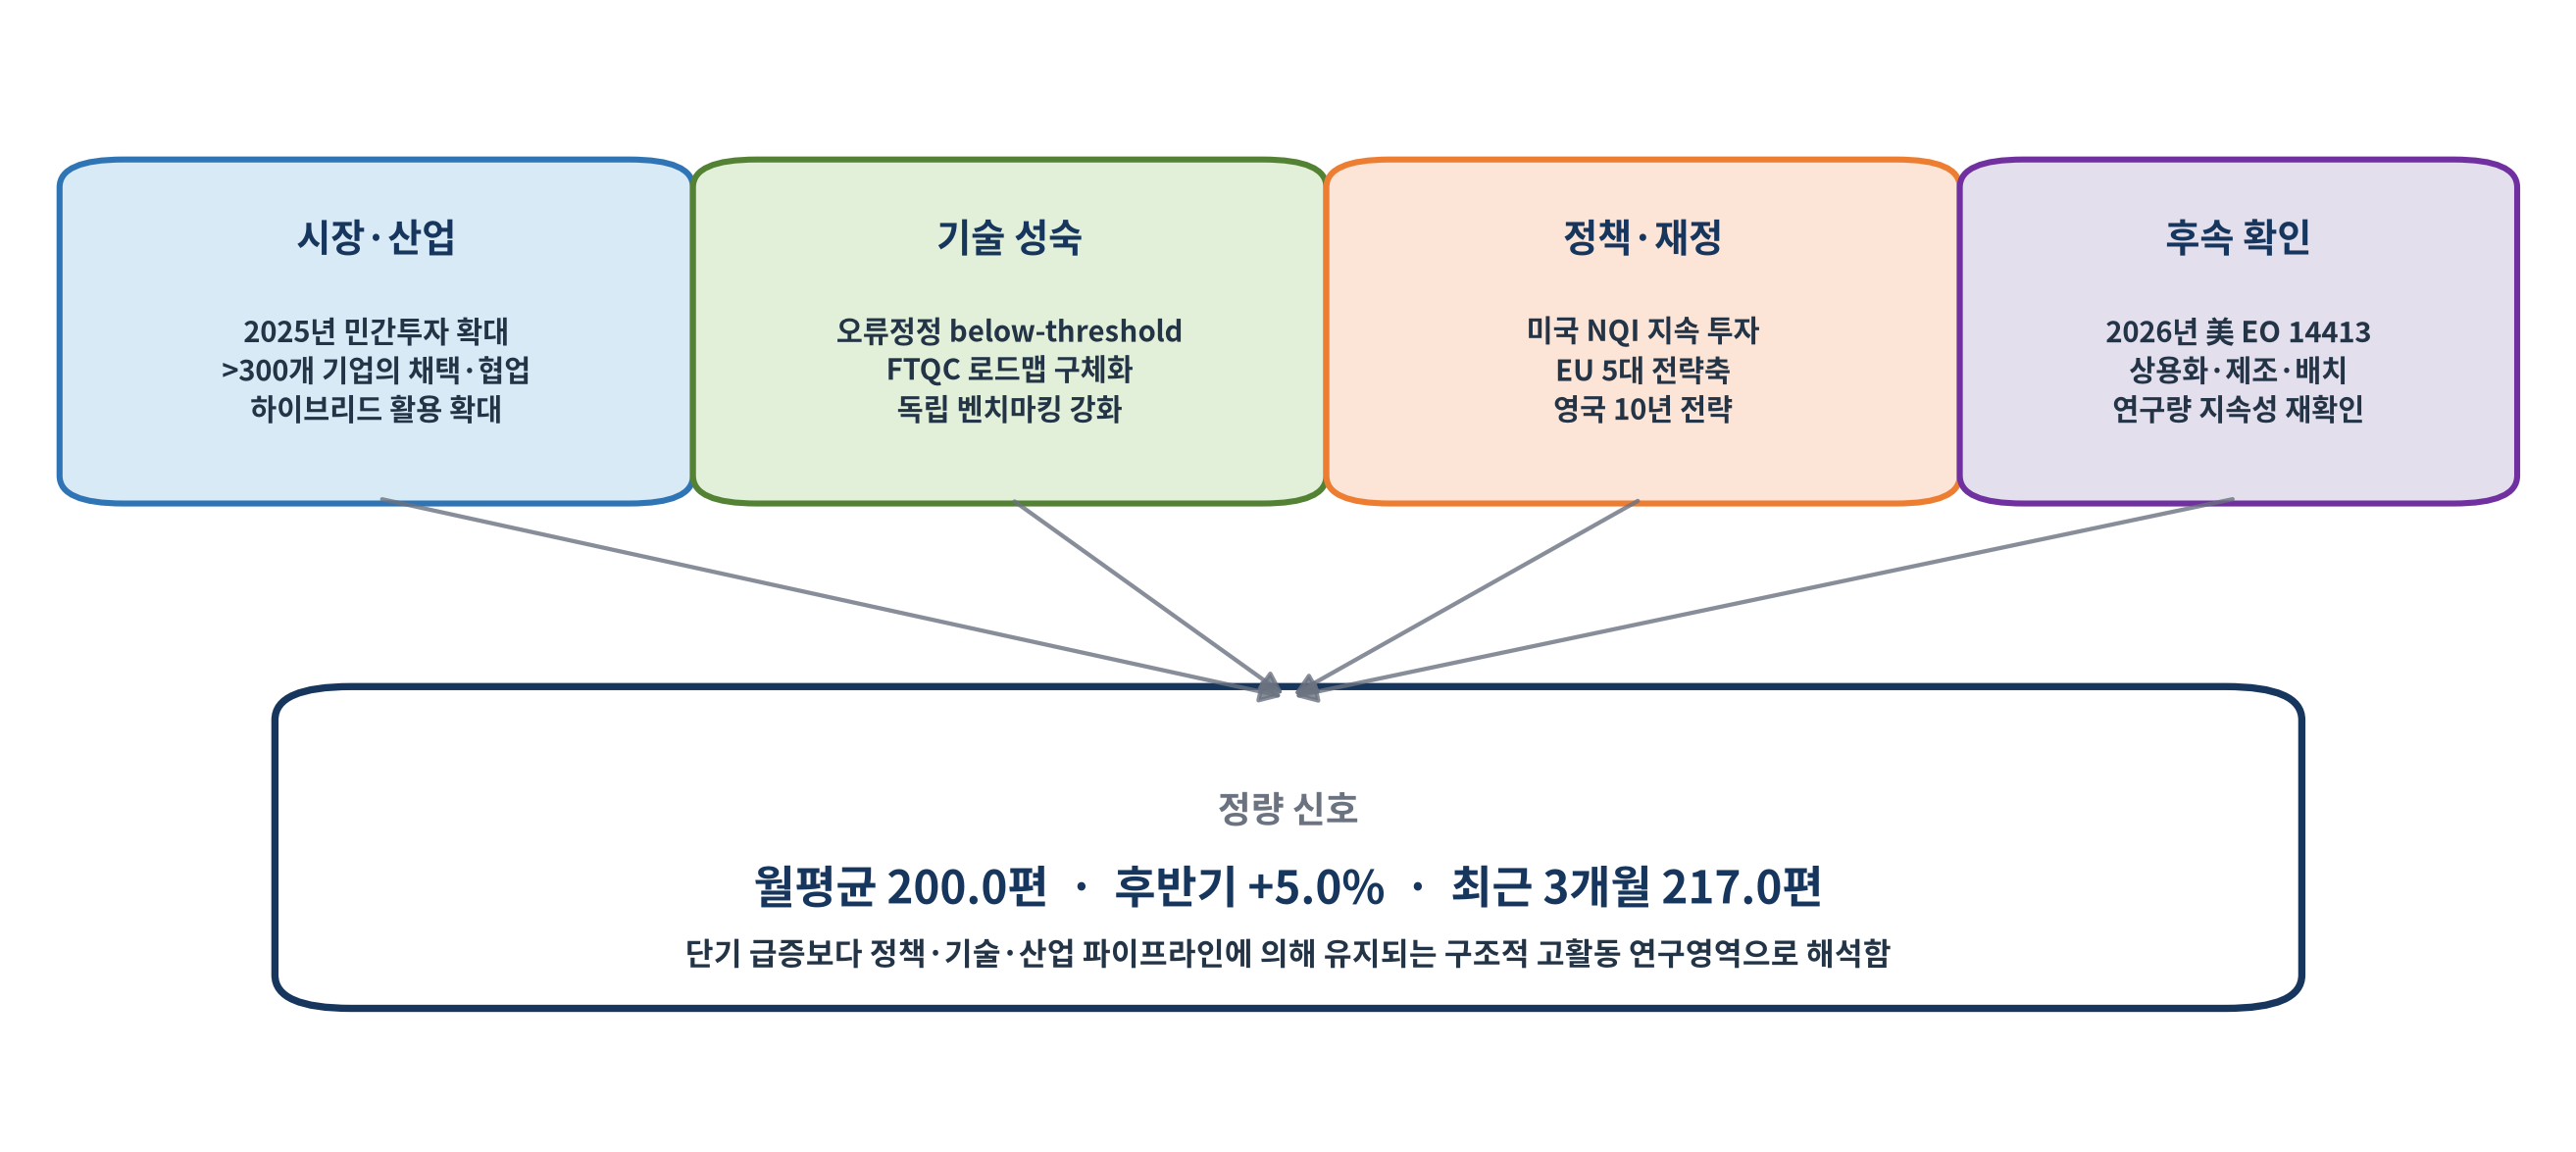 시장·산업
2025년 민간투자 확대
>300개 기업의 채택·협업
하이브리드 활용 확대
기술 성숙
오류정정 below-threshold
FTQC 로드맵 구체화
독립 벤치마킹 강화
정책·재정
미국 NQI 지속 투자
EU 5대 전략축
영국 10년 전략
후속 확인
2026년 美 EO 14413
상용화·제조·배치
연구량 지속성 재확인
정량 신호
월평균 200.0편 · 후반기 +5.0% · 최근 3개월 217.0편
단기 급증보다 정책·기술·산업 파이프라인에 의해 유지되는 구조적 고활동 연구영역으로 해석함